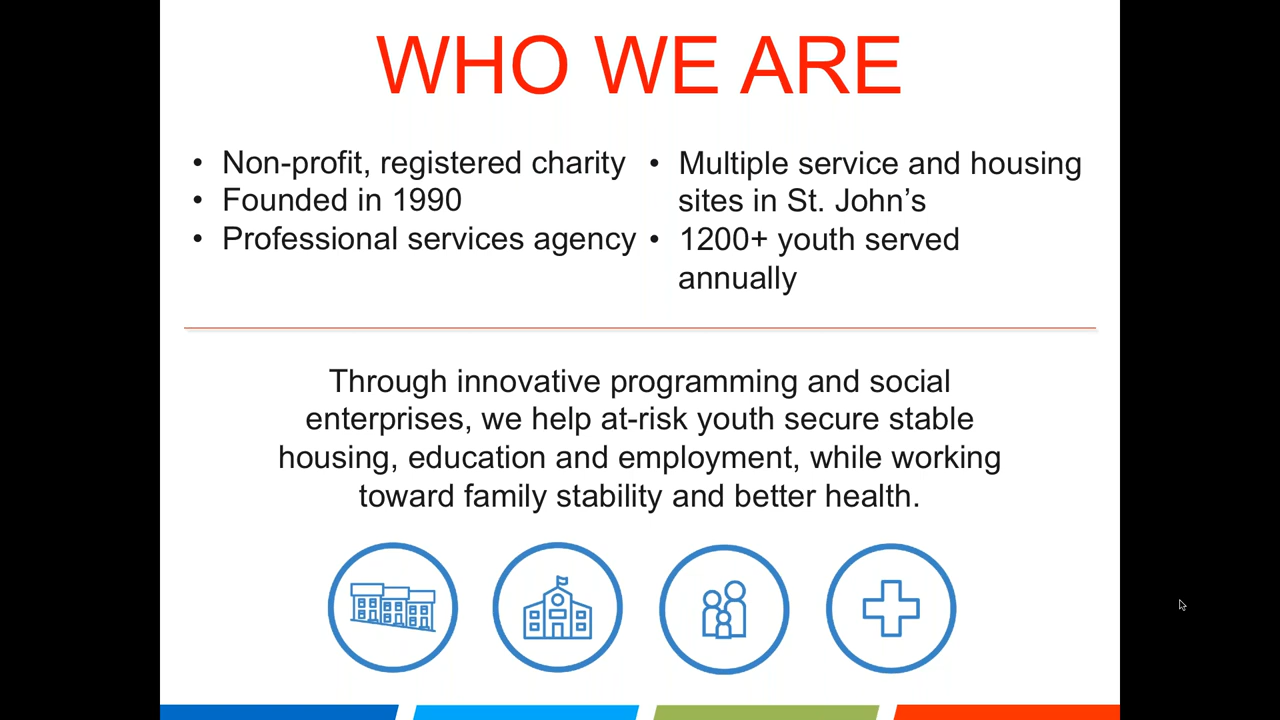 WHO WE ARE
• Non-profit, registered charity
• Founded in 1990
• Professional services agency
• Multiple service and housing
sites in St. John’s
• 1200+ youth served
annually
Through innovative programming and social
enterprises, we help at-risk youth secure stable
housing, education and employment, while working
toward family stability and better health.